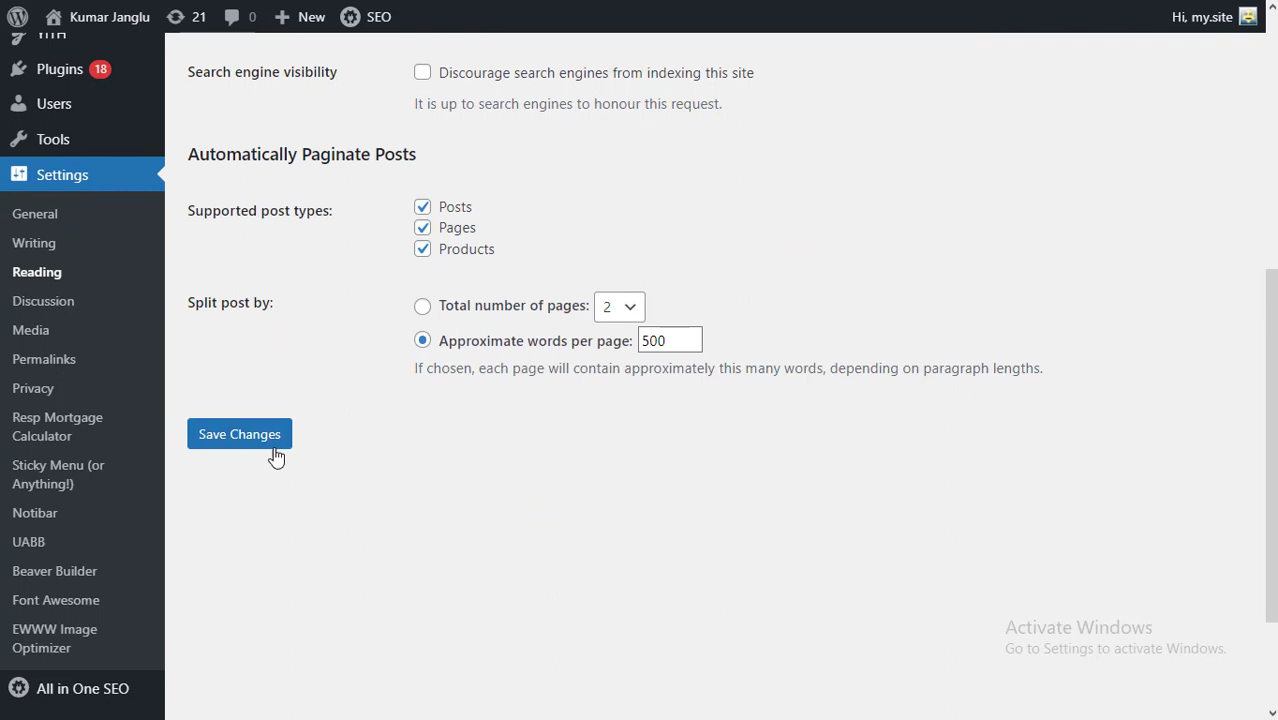 Kumar Janglu 21 0 New SEO Hi, my.site
YITH
Plugins 18
Users
Tools
Settings
General
Writing
Reading
Discussion
Media
Permalinks
Privacy
Resp Mortgage
Calculator
Sticky Menu (or
Anything!)
Notibar
UABB
Beaver Builder
Font Awesome
EWWW Image
Optimizer
All in One SEO
Search engine visibility
Discourage search engines from indexing this site
It is up to search engines to honour this request.
Automatically Paginate Posts
Supported post types:
Posts
Pages
Products
Split post by:
Total number of pages: 2
Approximate words per page: 500
If chosen, each page will contain approximately this many words, depending on paragraph lengths.
Save Changes
Activate Windows
Go to Settings to activate Windows.